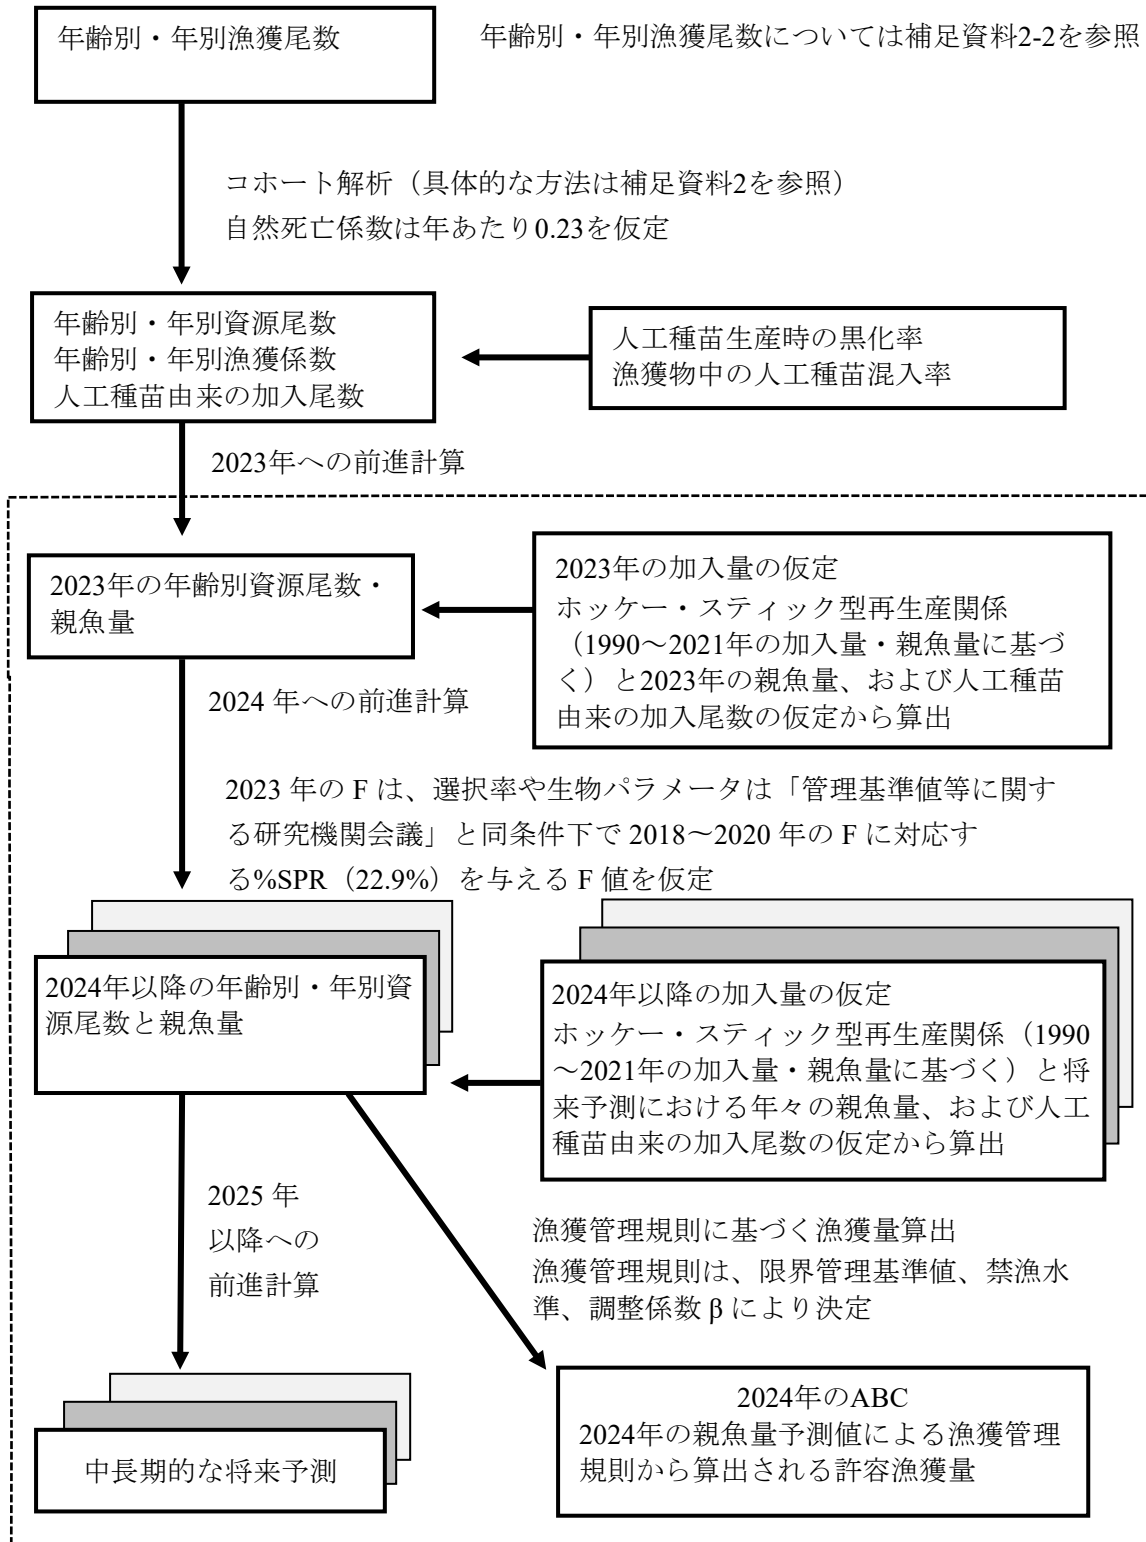 年齢別・年別漁獲尾数
年齢別・年別漁獲尾数については補足資料2-2を参照
コホート解析（具体的な方法は補足資料2を参照）
自然死亡係数は年あたり0.23を仮定
年齢別・年別資源尾数
年齢別・年別漁獲係数
人工種苗由来の加入尾数
人工種苗生産時の黒化率
漁獲物中の人工種苗混入率
2023年への前進計算
2023年の年齢別資源尾数・
親魚量
2023年の加入量の仮定
ホッケー・スティック型再生産関係
（1990～2021年の加入量・親魚量に基づ
く）と2023年の親魚量、および人工種苗
由来の加入尾数の仮定から算出
2024 年への前進計算
2023 年の F は、選択率や生物パラメータは「管理基準値等に関す
る研究機関会議」と同条件下で 2018～2020 年の F に対応す
る%SPR（22.9%）を与える F 値を仮定
2024年以降の年齢別・年別資
源尾数と親魚量
2024年以降の加入量の仮定
ホッケー・スティック型再生産関係（1990
～2021年の加入量・親魚量に基づく）と将
来予測における年々の親魚量、および人工
種苗由来の加入尾数の仮定から算出
2025 年
以降への
前進計算
漁獲管理規則に基づく漁獲量算出
漁獲管理規則は、限界管理基準値、禁漁水
準、調整係数 β により決定
中長期的な将来予測
2024年のABC
2024年の親魚量予測値による漁獲管理
規則から算出される許容漁獲量